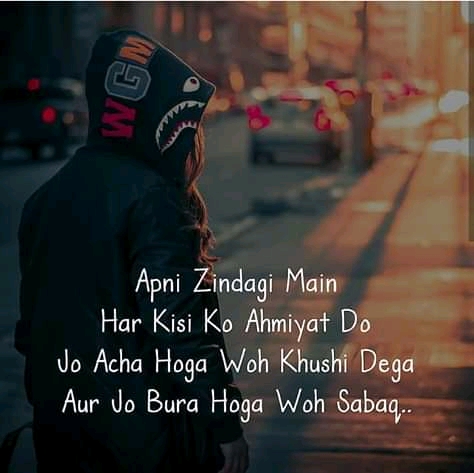 WGM
Apni Zindagi Main
Har Kisi Ko Ahmiyat Do
Jo Acha Hoga Woh Khushi Dega
Aur Jo Bura Hoga Woh Sabaq..